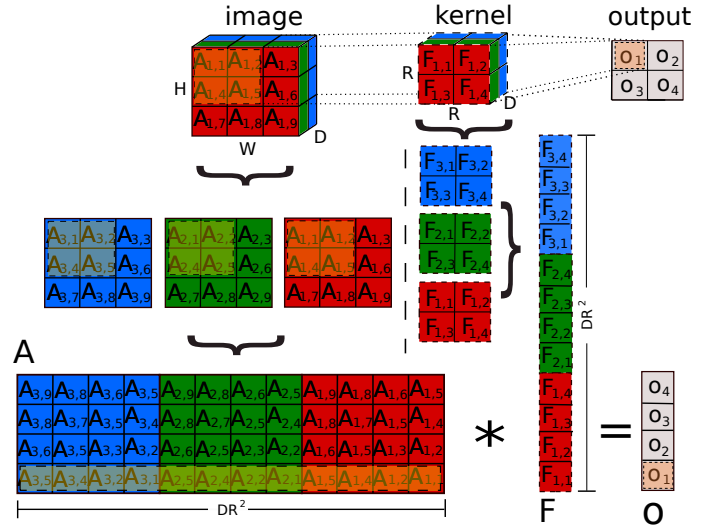 image kernel output
A1,1 A1,2 A1,3
A1,4 A1,5 A1,6
A1,7 A1,8 A1,9
H
W
D
F1,1 F1,2
F1,3 F1,4
R
R
D
o1 o2
o3 o4
A3,1 A3,2 A3,3
A3,4 A3,5 A3,6
A3,7 A3,8 A3,9
A2,1 A2,2 A2,3
A2,4 A2,5 A2,6
A2,7 A2,8 A2,9
A1,1 A1,2 A1,3
A1,4 A1,5 A1,6
A1,7 A1,8 A1,9
F3,1 F3,2
F3,3 F3,4
F2,1 F2,2
F2,3 F2,4
F1,1 F1,2
F1,3 F1,4
A
A3,9 A3,8 A3,6 A3,5 A2,9 A2,8 A2,6 A2,5 A1,9 A1,8 A1,6 A1,5
A3,8 A3,7 A3,5 A3,4 A2,8 A2,7 A2,5 A2,4 A1,8 A1,7 A1,5 A1,4
A3,6 A3,5 A3,3 A3,2 A2,6 A2,5 A2,3 A2,2 A1,6 A1,5 A1,3 A1,2
A3,5 A3,4 A3,2 A3,1 A2,5 A2,4 A2,2 A2,1 A1,5 A1,4 A1,2 A1,1
DR²
*
F3,4
F3,3
F3,2
F3,1
F2,4
F2,3
F2,2
F2,1
F1,4
F1,3
F1,2
F1,1
DR²
F
=
o4
o3
o2
o1
o